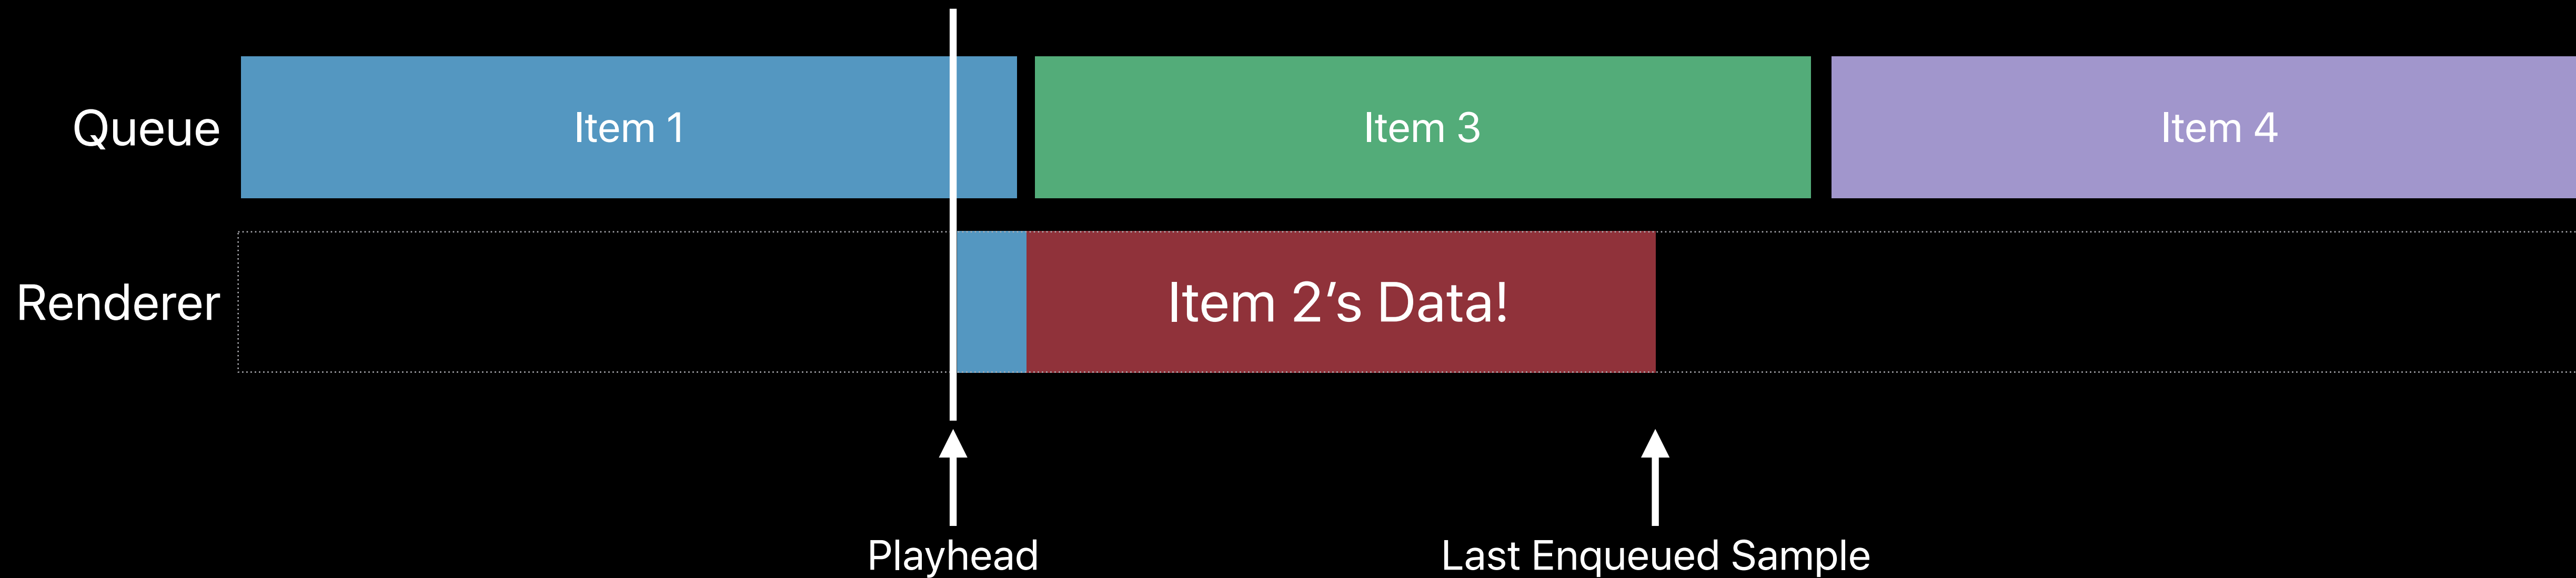 Queue
Item 1
Item 3
Item 4
Renderer
Item 2’s Data!
Playhead
Last Enqueued Sample